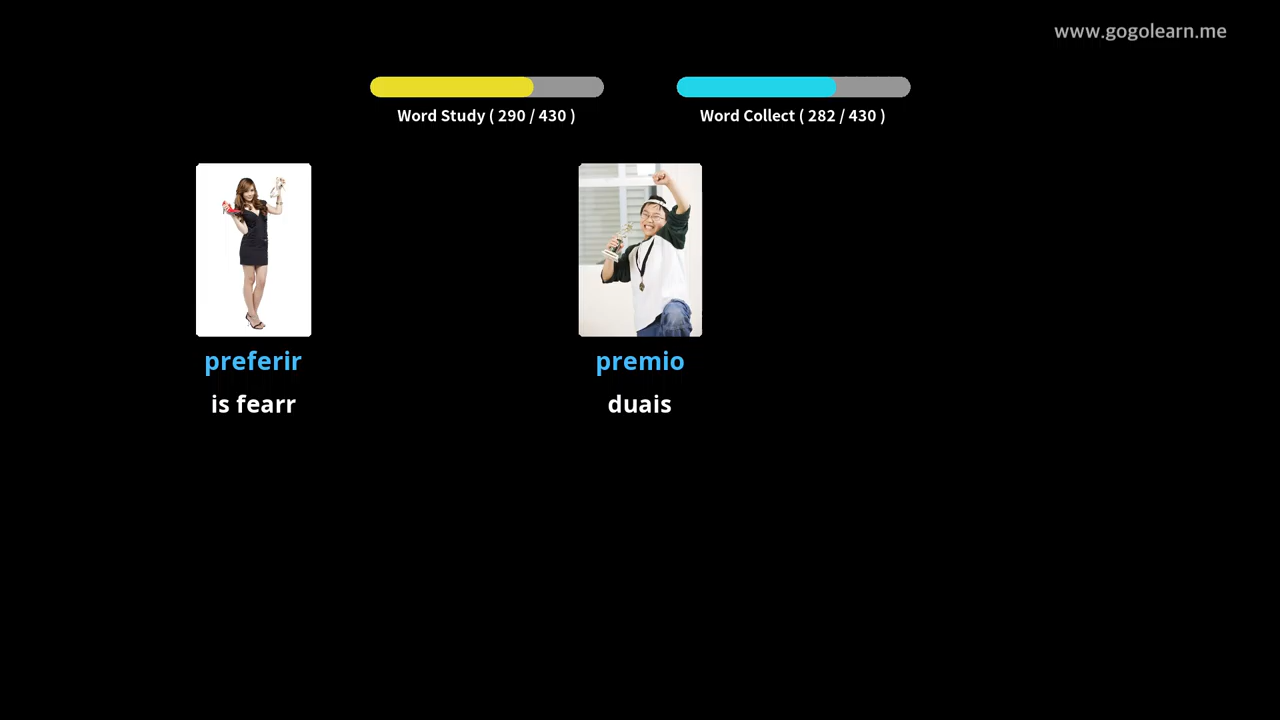 www.gogolearn.me
Word Study ( 290 / 430 )
Word Collect ( 282 / 430 )
preferir
is fearr
premio
duais